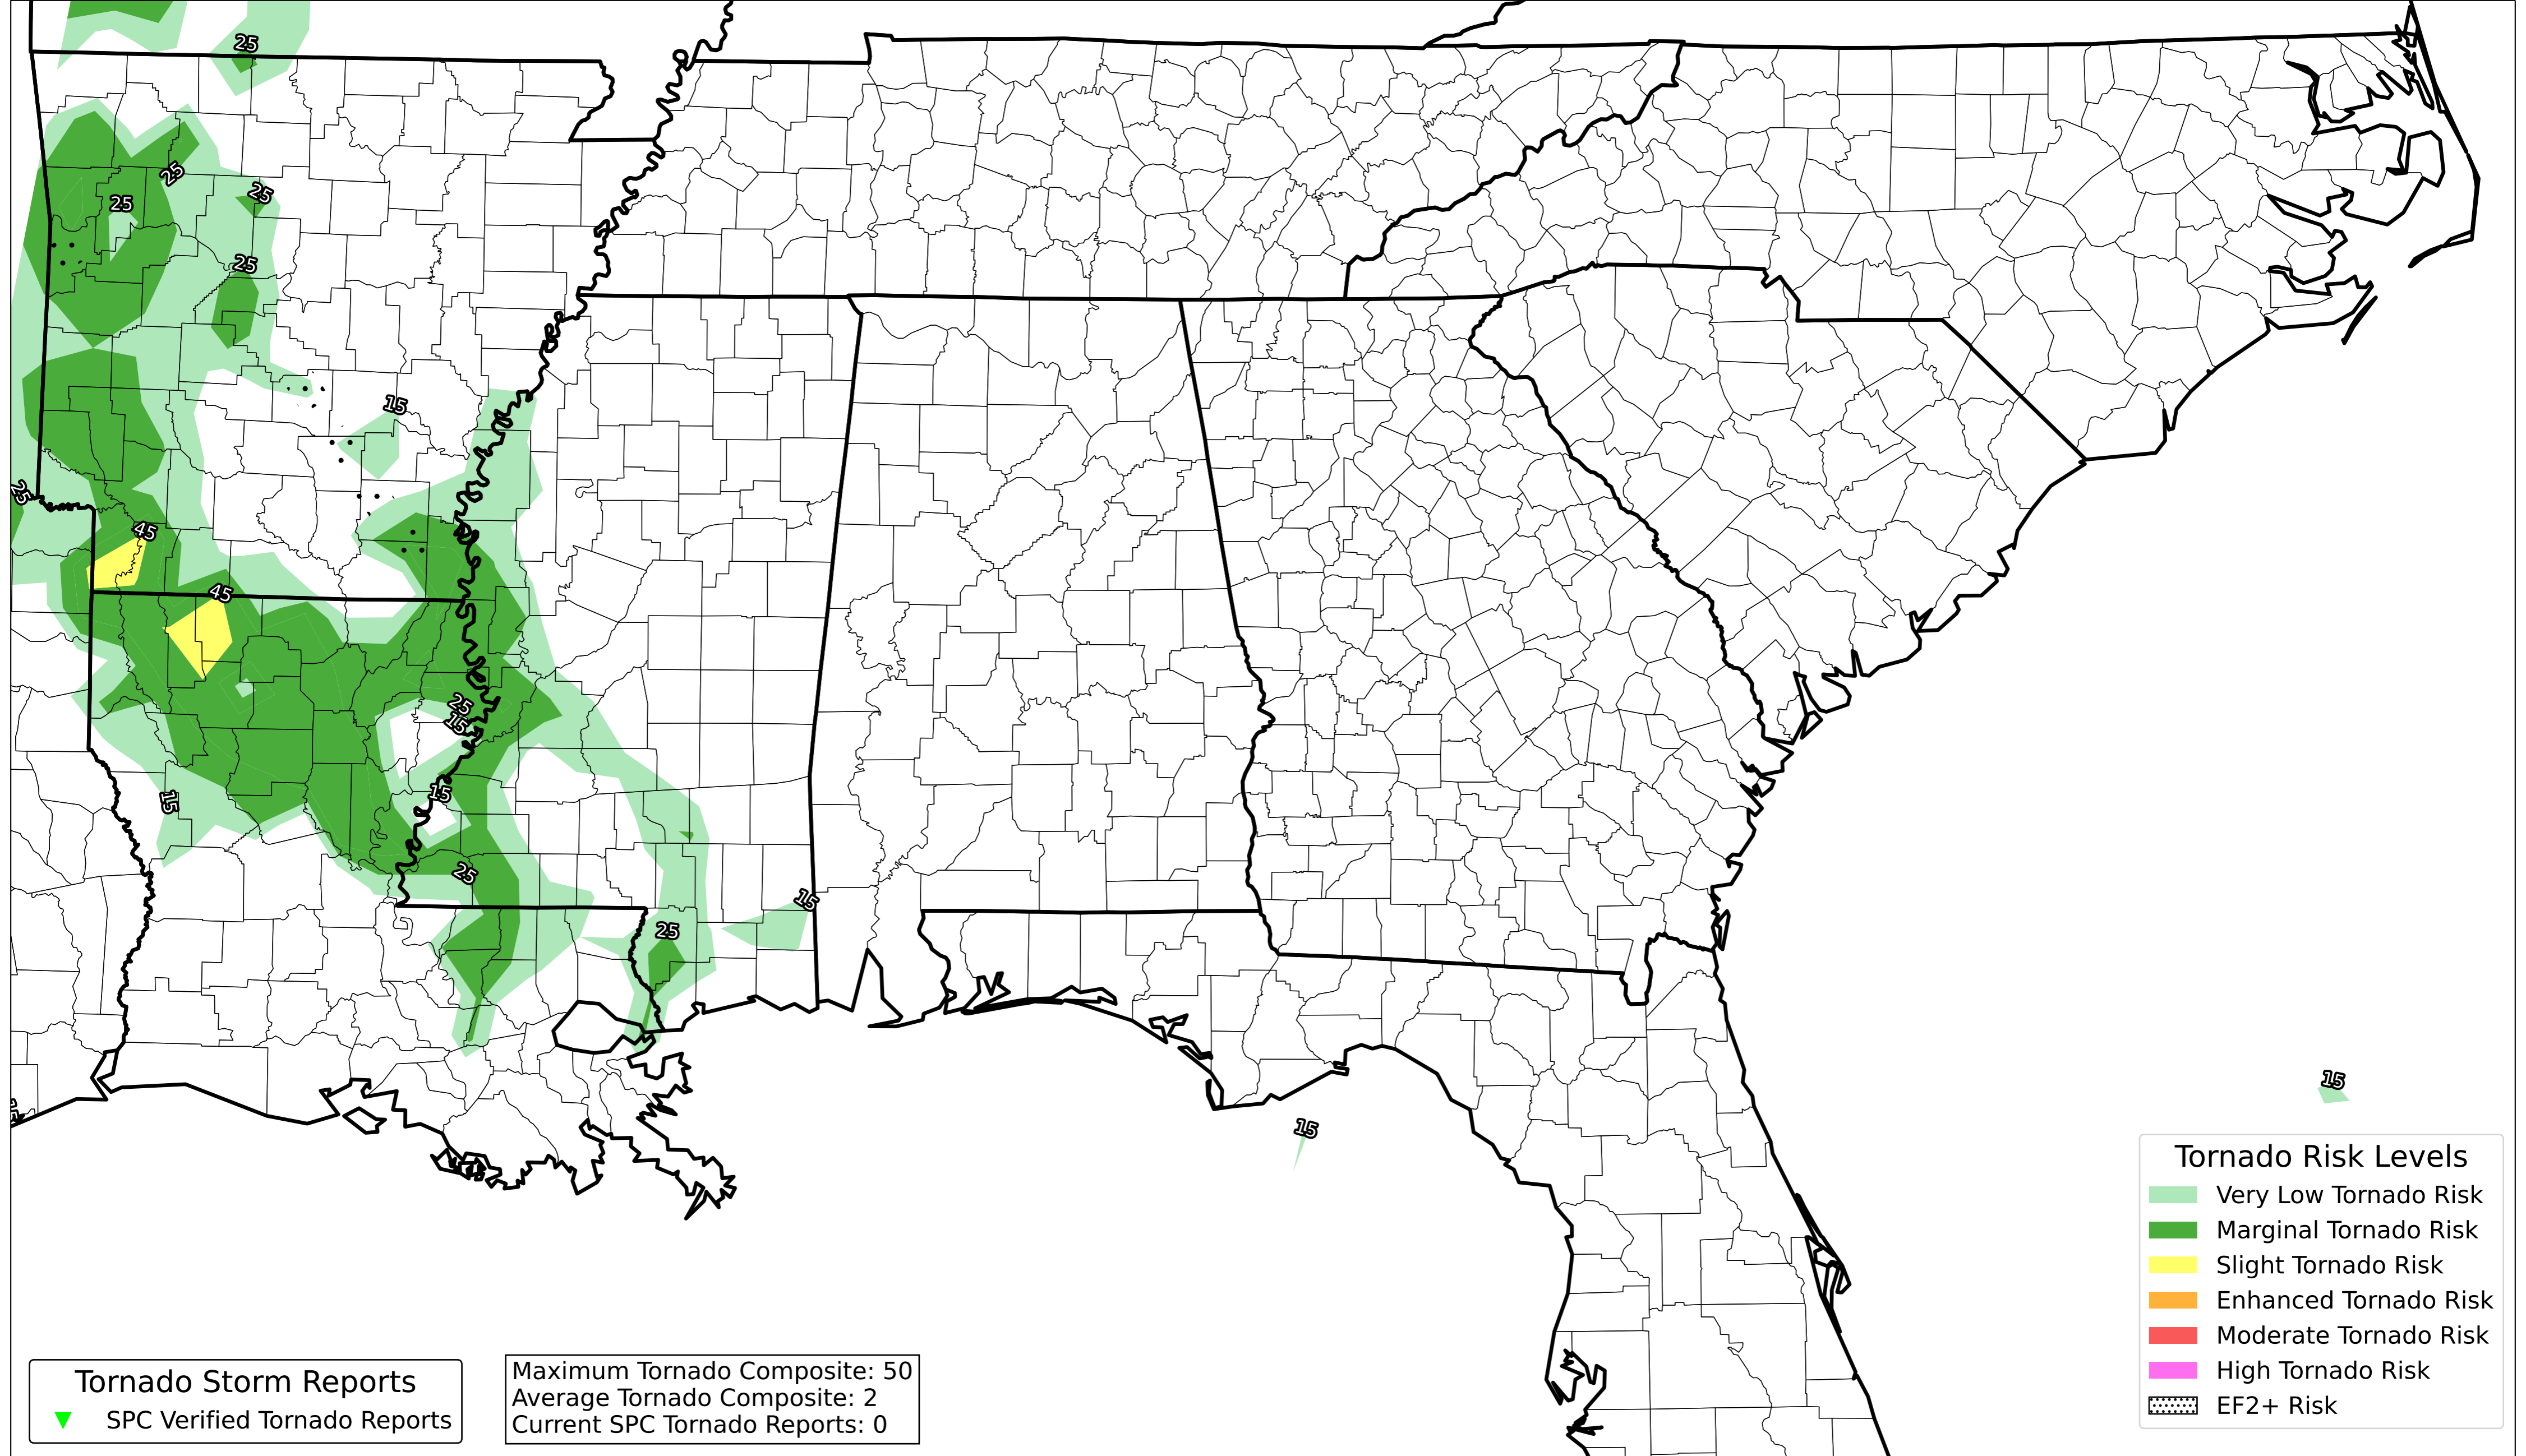 25
25
25
25
25
15
25
45
45
25
15
15
15
25
15
25
15
15
15
Tornado Risk Levels
Very Low Tornado Risk
Marginal Tornado Risk
Slight Tornado Risk
Enhanced Tornado Risk
Moderate Tornado Risk
High Tornado Risk
EF2+ Risk
Tornado Storm Reports
SPC Verified Tornado Reports
Maximum Tornado Composite: 50
Average Tornado Composite: 2
Current SPC Tornado Reports: 0